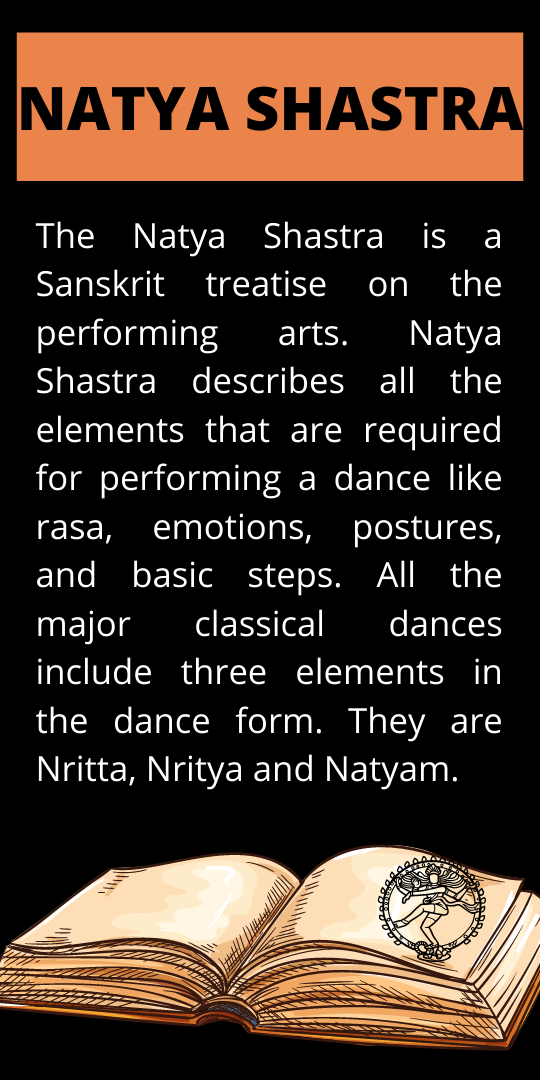 NATYA SHASTRA
The Natya Shastra is a
Sanskrit treatise on the
performing arts. Natya
Shastra describes all the
elements that are required
for performing a dance like
rasa, emotions, postures,
and basic steps. All the
major classical dances
include three elements in
the dance form. They are
Nritta, Nritya and Natyam.